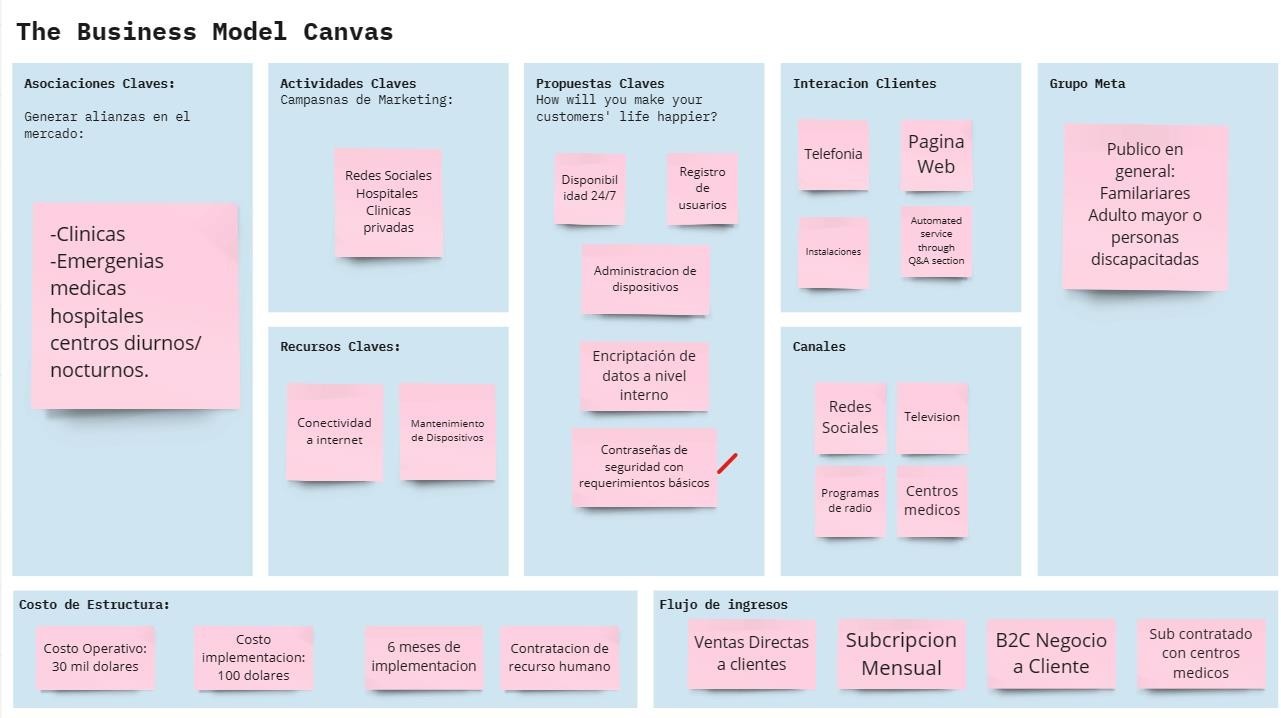 The Business Model Canvas
Asociaciones Claves:
Generar alianzas en el
mercado:
-Clinicas
-Emergenias
medicas
hospitales
centros diurnos/
nocturnos.
Actividades Claves
Campasnas de Marketing:
Redes Sociales
Hospitales
Clinicas
privadas
Recursos Claves:
Conectividad
a internet
Mantenimiento
de Dispositivos
Propuestas Claves
How will you make your
customers' life happier?
Disponibil
idad 24/7
Registro
de
usuarios
Administracion de
dispositivos
Encriptación de
datos a nivel
interno
Contraseñas de
seguridad con
requerimientos básicos
Interacion Clientes
Telefonia
Pagina
Web
Instalaciones
Automated
service
through
Q&A section
Canales
Redes
Sociales
Television
Programas
de radio
Centros
medicos
Grupo Meta
Publico en
general:
Familariares
Adulto mayor o
personas
discapacitadas
Costo de Estructura:
Costo Operativo:
30 mil dolares
Costo
implementacion:
100 dolares
6 meses de
implementacion
Contratacion de
recurso humano
Flujo de ingresos
Ventas Directas
a clientes
Subcripcion
Mensual
B2C Negocio
a Cliente
Sub contratado
con centros
medicos